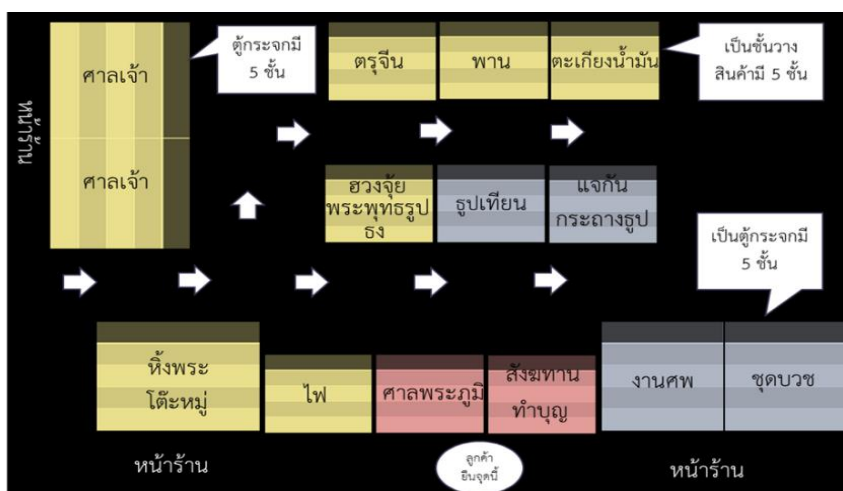 หน้าร้าน
ศาลเจ้า
ศาลเจ้า
ตู้กระจกมี
5 ชั้น
ตรุจีน
พาน
ตะเกียงน้ำมัน
เป็นชั้นวาง
สินค้ามี 5 ชั้น
ฮวงจุ้ย
พระพุทธรูป
ธง
ธูปเทียน
แจกัน
กระถางธูป
เป็นตู้กระจกมี
5 ชั้น
หิ้งพระ
โต๊ะหมู่
ไฟ
ศาลพระภูมิ
สังฆทาน
ทำบุญ
งานศพ
ชุดบวช
หน้าร้าน
ลูกค้า
ยืนจุดนี้
หน้าร้าน